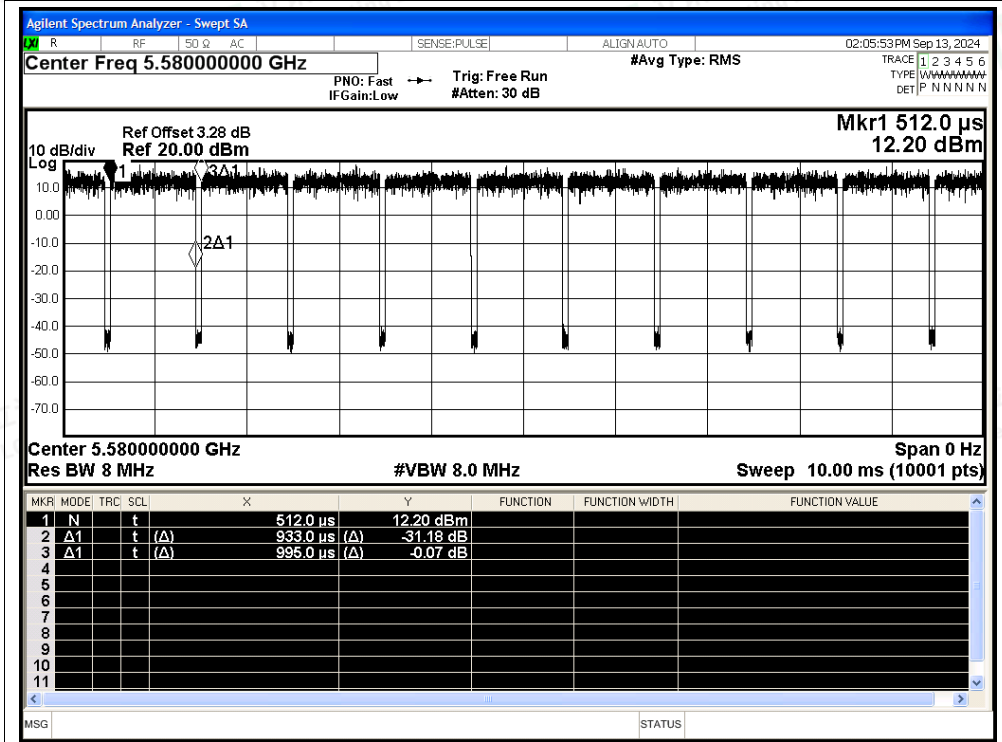 Agilent Spectrum Analyzer - Swept SA
LXI R RF 50 Ω AC SENSE:PULSE ALIGN AUTO 02:05:53 PM Sep 13, 2024
Center Freq 5.580000000 GHz #Avg Type: RMS TRACE 1 2 3 4 5 6
PNO: Fast Trig: Free Run TYPE
IFGain:Low #Atten: 30 dB DET P N N N N N
Mkr1 512.0 µs
12.20 dBm
Ref Offset 3.28 dB
10 dB/div Ref 20.00 dBm
Log
1 3Δ1
10.0
0.00
-10.0
2Δ1
-20.0
-30.0
-40.0
-50.0
-60.0
-70.0
Center 5.580000000 GHz Span 0 Hz
Res BW 8 MHz #VBW 8.0 MHz Sweep 10.00 ms (10001 pts)
MKR MODE TRC SCL X Y FUNCTION FUNCTION WIDTH FUNCTION VALUE
1 N t 512.0 µs 12.20 dBm
2 Δ1 t (Δ) 933.0 µs (Δ) -31.18 dB
3 Δ1 t (Δ) 995.0 µs (Δ) -0.07 dB
4
5
6
7
8
9
10
11
MSG STATUS